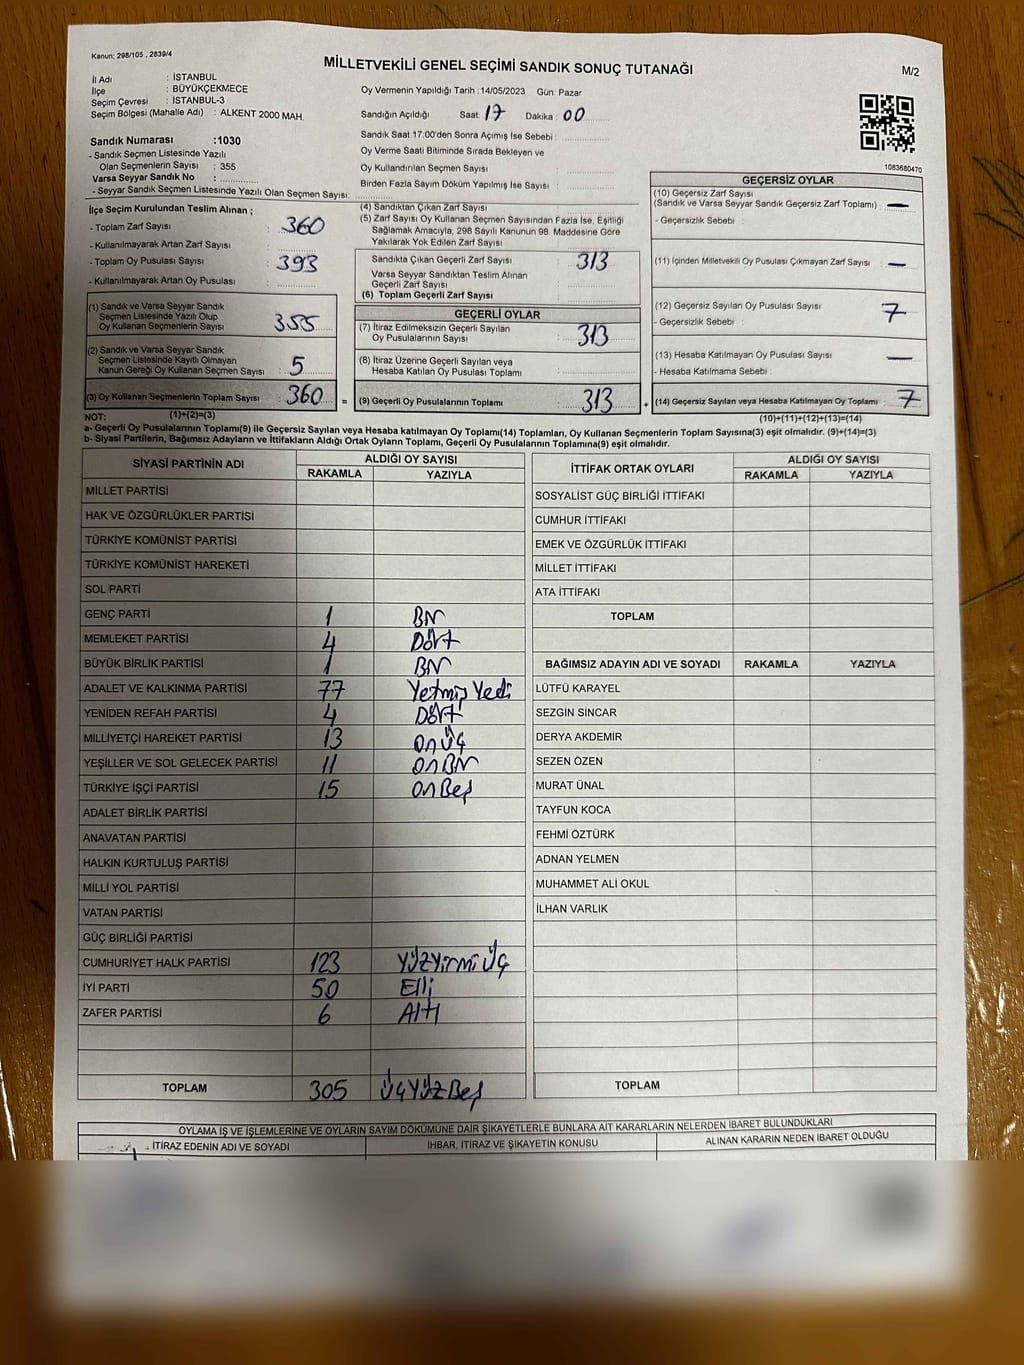 Kanun; 298/105 , 2839/4
MİLLETVEKİLİ GENEL SEÇİMİ SANDIK SONUÇ TUTANAĞI
M/2
İl Adı : İSTANBUL
İlçe : BÜYÜKÇEKMECE
Seçim Çevresi : İSTANBUL-3
Seçim Bölgesi (Mahalle Adı) : ALKENT 2000 MAH.
Oy Vermenin Yapıldığı Tarih :14/05/2023 Gün: Pazar
Sandığın Açıldığı Saat: 17 Dakika : 00
Sandık Numarası :1030
- Sandık Seçmen Listesinde Yazılı
Olan Seçmenlerin Sayısı : 355
Varsa Seyyar Sandık No :
- Seyyar Sandık Seçmen Listesinde Yazılı Olan Seçmen Sayısı:
Sandık Saat 17:00'den Sonra Açımış İse Sebebi :
Oy Verme Saati Bitiminde Sırada Bekleyen ve
Oy Kullandırılan Seçmen Sayısı :
Birden Fazla Sayım Döküm Yapılmış İse Sayısı :
1083680470
İlçe Seçim Kurulundan Teslim Alınan ;
- Toplam Zarf Sayısı : 360
- Kullanılmayarak Artan Zarf Sayısı :
- Toplam Oy Pusulası Sayısı : 393
- Kullanılmayarak Artan Oy Pusulası :
(1) Sandık ve Varsa Seyyar Sandık
Seçmen Listesinde Yazılı Olup
Oy Kullanan Seçmenlerin Sayısı : 355
(2) Sandık ve Varsa Seyyar Sandık
Seçmen Listesinde Kayıtlı Olmayan
Kanun Gereği Oy Kullanan Seçmen Sayısı : 5
(3) Oy Kullanan Seçmenlerin Toplam Sayısı : 360 =
(4) Sandıktan Çıkan Zarf Sayısı :
(5) Zarf Sayısı Oy Kullanan Seçmen Sayısından Fazla İse, Eşitliği
Sağlamak Amacıyla, 298 Sayılı Kanunun 98. Maddesine Göre
Yakılarak Yok Edilen Zarf Sayısı :
Sandıkta Çıkan Geçerli Zarf Sayısı : 313
Varsa Seyyar Sandıktan Teslim Alınan
Geçerli Zarf Sayısı :
(6) Toplam Geçerli Zarf Sayısı :
GEÇERLİ OYLAR
(7) İtiraz Edilmeksizin Geçerli Sayılan
Oy Pusulalarının Sayısı : 313
(8) İtiraz Üzerine Geçerli Sayılan veya
Hesaba Katılan Oy Pusulası Toplamı :
(9) Geçerli Oy Pusulalarının Toplamı : 313 +
GEÇERSİZ OYLAR
(10) Geçersiz Zarf Sayısı
(Sandık ve Varsa Seyyar Sandık Geçersiz Zarf Toplamı) : —
- Geçersizlik Sebebi :
(11) İçinden Milletvekili Oy Pusulası Çıkmayan Zarf Sayısı : —
(12) Geçersiz Sayılan Oy Pusulası Sayısı : 7
- Geçersizlik Sebebi :
(13) Hesaba Katılmayan Oy Pusulası Sayısı : —
- Hesaba Katılmama Sebebi :
(14) Geçersiz Sayılan veya Hesaba Katılmayan Oy Toplamı : 7
NOT: (1)+(2)=(3) (10)+(11)+(12)+(13)=(14)
a- Geçerli Oy Pusulasının Toplamı(9) ile Geçersiz Sayılan veya Hesaba katılmayan Oy Pusulası Toplamı(14) Toplamları, Oy Kullanan Seçmenlerin Toplam Sayısına(3) eşit olmalıdır. (9)+(14)=(3)
b- Siyasi Partilerin, Bağımsız Adayların ve İttifakların Aldığı Ortak Oyların Toplamı, Geçerli Oy Pusulalarının Toplamına(9) eşit olmalıdır.
SİYASİ PARTİNİN ADI ALDIĞI OY SAYISI
RAKAMLA YAZIYLA
MİLLET PARTİSİ
HAK VE ÖZGÜRLÜKLER PARTİSİ
TÜRKİYE KOMÜNİST PARTİSİ
TÜRKİYE KOMÜNİST HAREKETİ
SOL PARTİ
GENÇ PARTİ 1 Bir
MEMLEKET PARTİSİ 4 Dört
BÜYÜK BİRLİK PARTİSİ 1 Bir
ADALET VE KALKINMA PARTİSİ 77 Yetmiş Yedi
YENİDEN REFAH PARTİSİ 4 Dört
MİLLİYETÇİ HAREKET PARTİSİ 13 on üç
YEŞİLLER VE SOL GELECEK PARTİSİ 11 on Bir
TÜRKİYE İŞÇİ PARTİSİ 15 on Beş
ADALET BİRLİK PARTİSİ
ANAVATAN PARTİSİ
HALKIN KURTULUŞ PARTİSİ
MİLLİ YOL PARTİSİ
VATAN PARTİSİ
GÜÇ BİRLİĞİ PARTİSİ
CUMHURİYET HALK PARTİSİ 123 YÜZ Yirmi Üç
İYİ PARTİ 50 Elli
ZAFER PARTİSİ 6 Altı
TOPLAM 305 ÜçYüz Beş
İTTİFAK ORTAK OYLARI ALDIĞI OY SAYISI
RAKAMLA YAZIYLA
SOSYALİST GÜÇ BİRLİĞİ İTTİFAKI
CUMHUR İTTİFAKI
EMEK VE ÖZGÜRLÜK İTTİFAKI
MİLLET İTTİFAKI
ATA İTTİFAKI
TOPLAM
BAĞIMSIZ ADAYIN ADI VE SOYADI RAKAMLA YAZIYLA
LÜTFÜ KARAYEL
SEZGİN SİNCAR
DERYA AKDEMİR
SEZEN ÖZEN
MURAT ÜNAL
TAYFUN KOCA
FEHMİ ÖZTÜRK
ADNAN YELMEN
MUHAMMET ALİ OKUL
İLHAN VARLIK
TOPLAM
OYLAMA İŞ VE İŞLEMLERİNE VE OYLARIN SAYIM DÖKÜMÜNE DAİR ŞİKAYETLERLE BUNLARA AİT KARARLARIN NELERDEN İBARET BULUNDUKLARI
İTİRAZ EDENİN ADI VE SOYADI İHBAR, İTİRAZ VE ŞİKAYETİN KONUSU ALINAN KARARIN NEDEN İBARET OLDUĞU